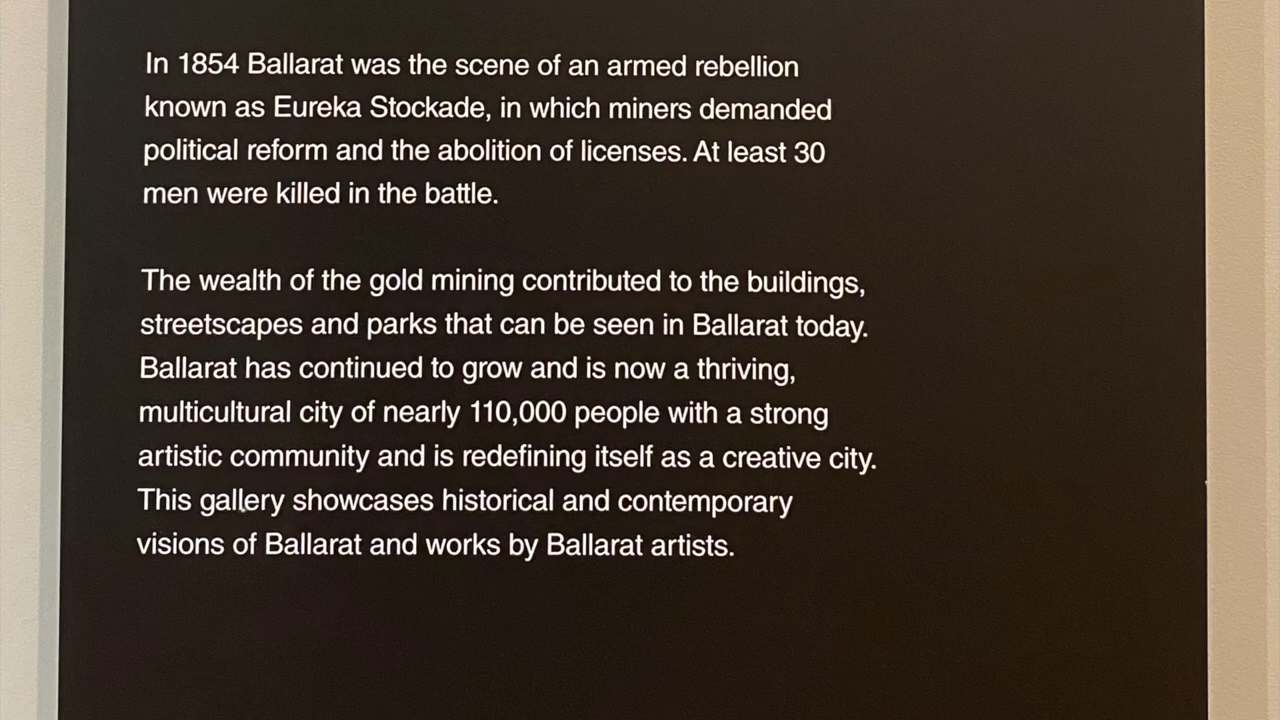 In 1854 Ballarat was the scene of an armed rebellion
known as Eureka Stockade, in which miners demanded
political reform and the abolition of licenses. At least 30
men were killed in the battle.
The wealth of the gold mining contributed to the buildings,
streetscapes and parks that can be seen in Ballarat today.
Ballarat has continued to grow and is now a thriving,
multicultural city of nearly 110,000 people with a strong
artistic community and is redefining itself as a creative city.
This gallery showcases historical and contemporary
visions of Ballarat and works by Ballarat artists.